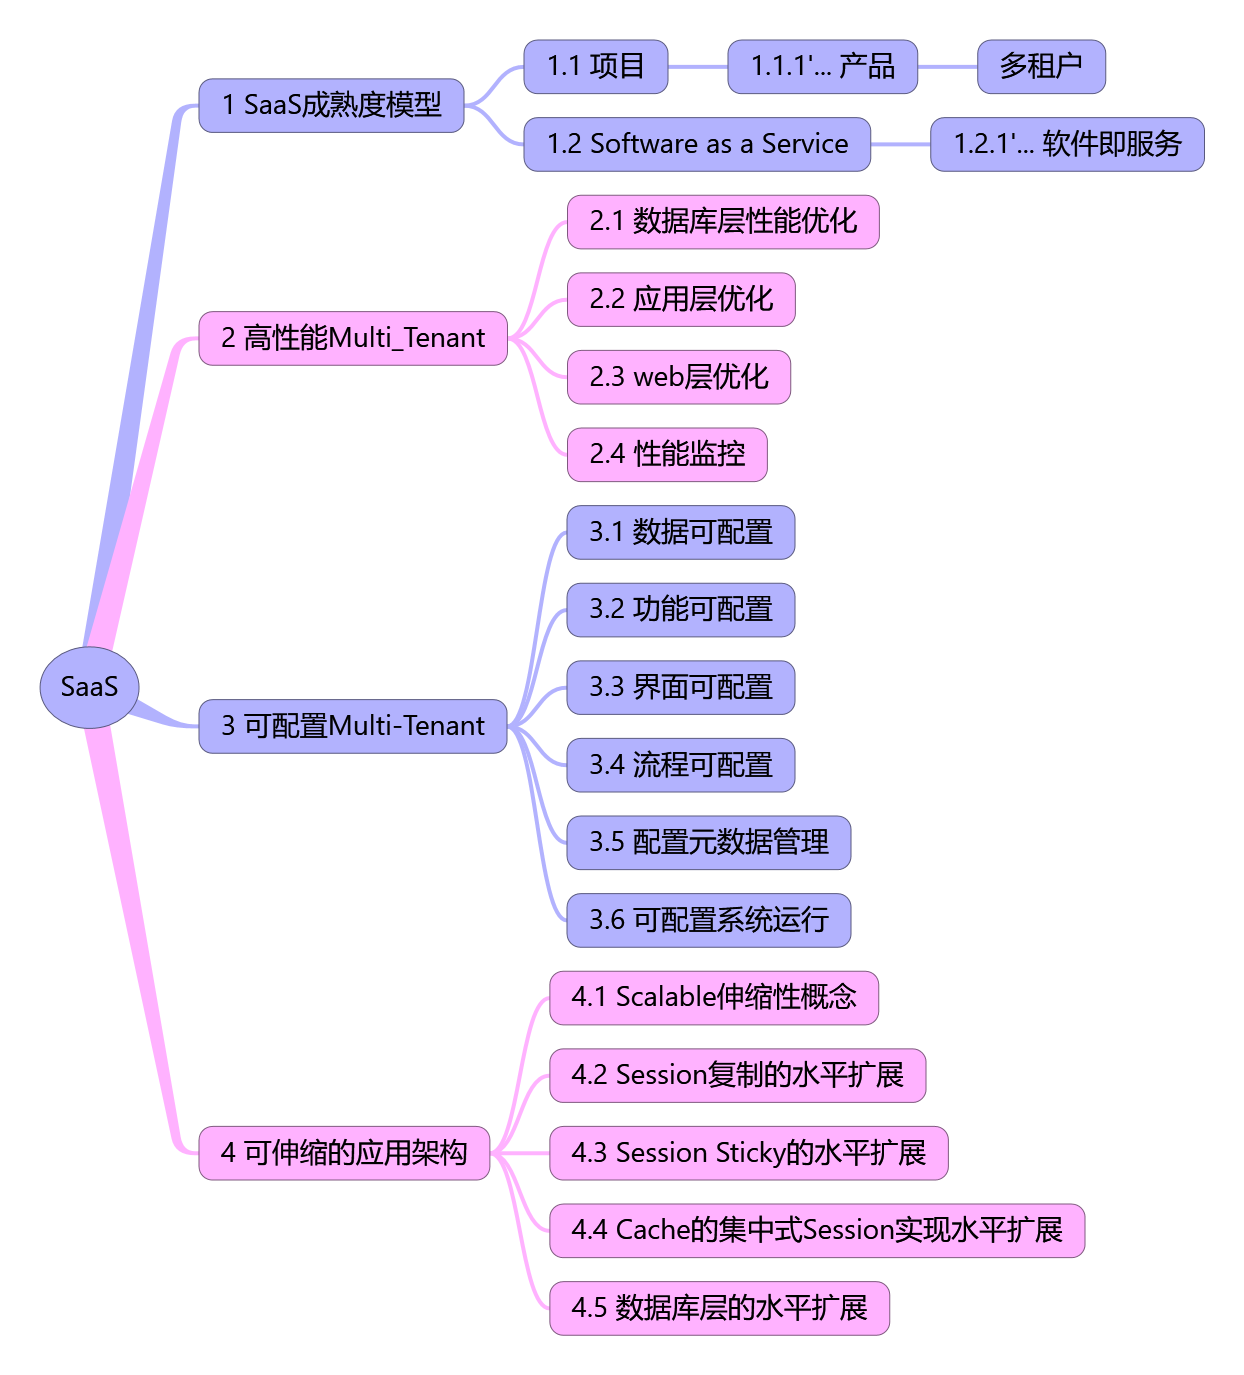 SaaS
1 SaaS成熟度模型
1.1 项目
1.1.1'... 产品
多租户
1.2 Software as a Service
1.2.1'... 软件即服务
2 高性能Multi_Tenant
2.1 数据库层性能优化
2.2 应用层优化
2.3 web层优化
2.4 性能监控
3 可配置Multi-Tenant
3.1 数据可配置
3.2 功能可配置
3.3 界面可配置
3.4 流程可配置
3.5 配置元数据管理
3.6 可配置系统运行
4 可伸缩的应用架构
4.1 Scalable伸缩性概念
4.2 Session复制的水平扩展
4.3 Session Sticky的水平扩展
4.4 Cache的集中式Session实现水平扩展
4.5 数据库层的水平扩展